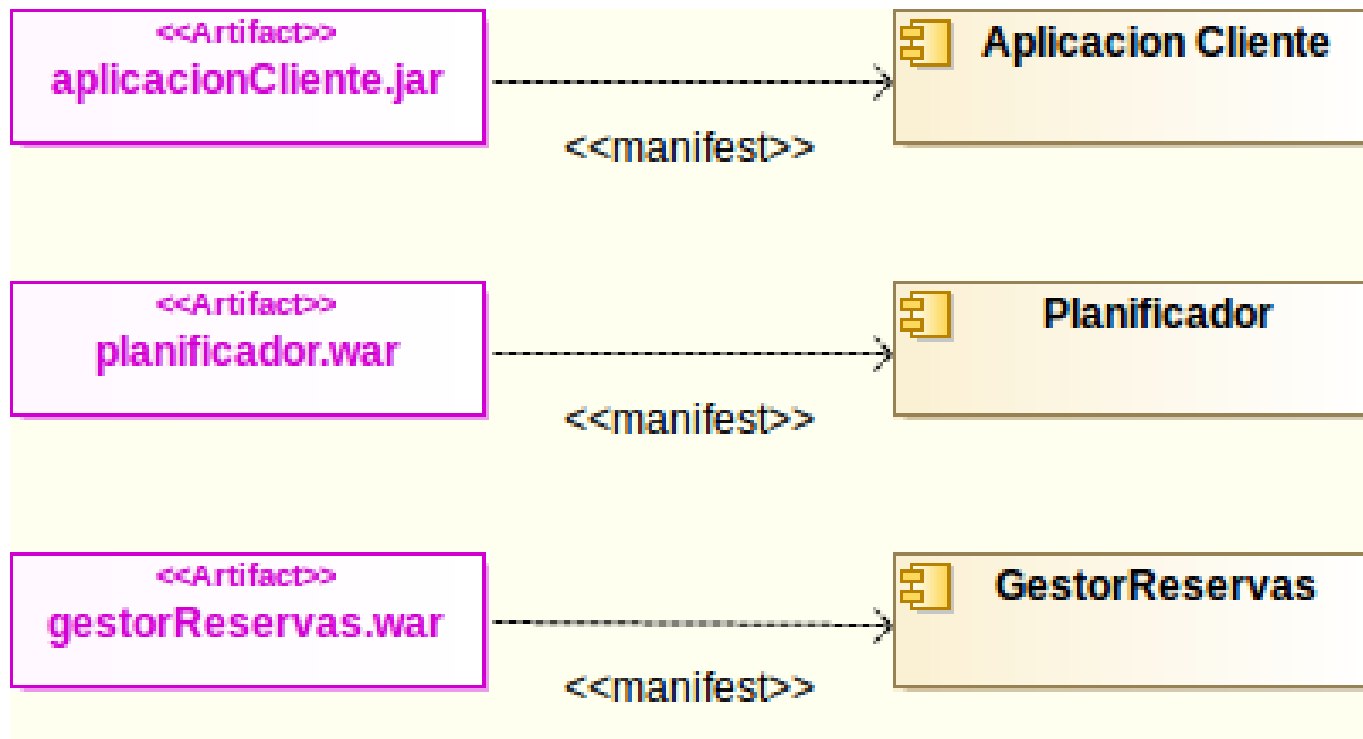 <<Artifact>>
aplicacionCliente.jar
Aplicacion Cliente
<<manifest>>
<<Artifact>>
planificador.war
Planificador
<<manifest>>
<<Artifact>>
gestorReservas.war
GestorReservas
<<manifest>>